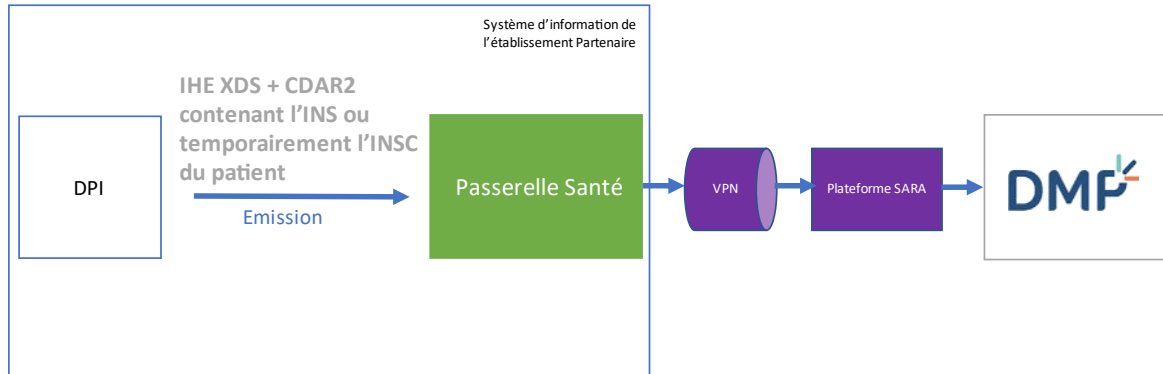 Système d'information de
l'établissement Partenaire
IHE XDS + CDAR2
contenant l'INS ou
temporairement l'INSC
du patient
DPI
Emission
Passerelle Santé
VPN
Plateforme SARA
DMP